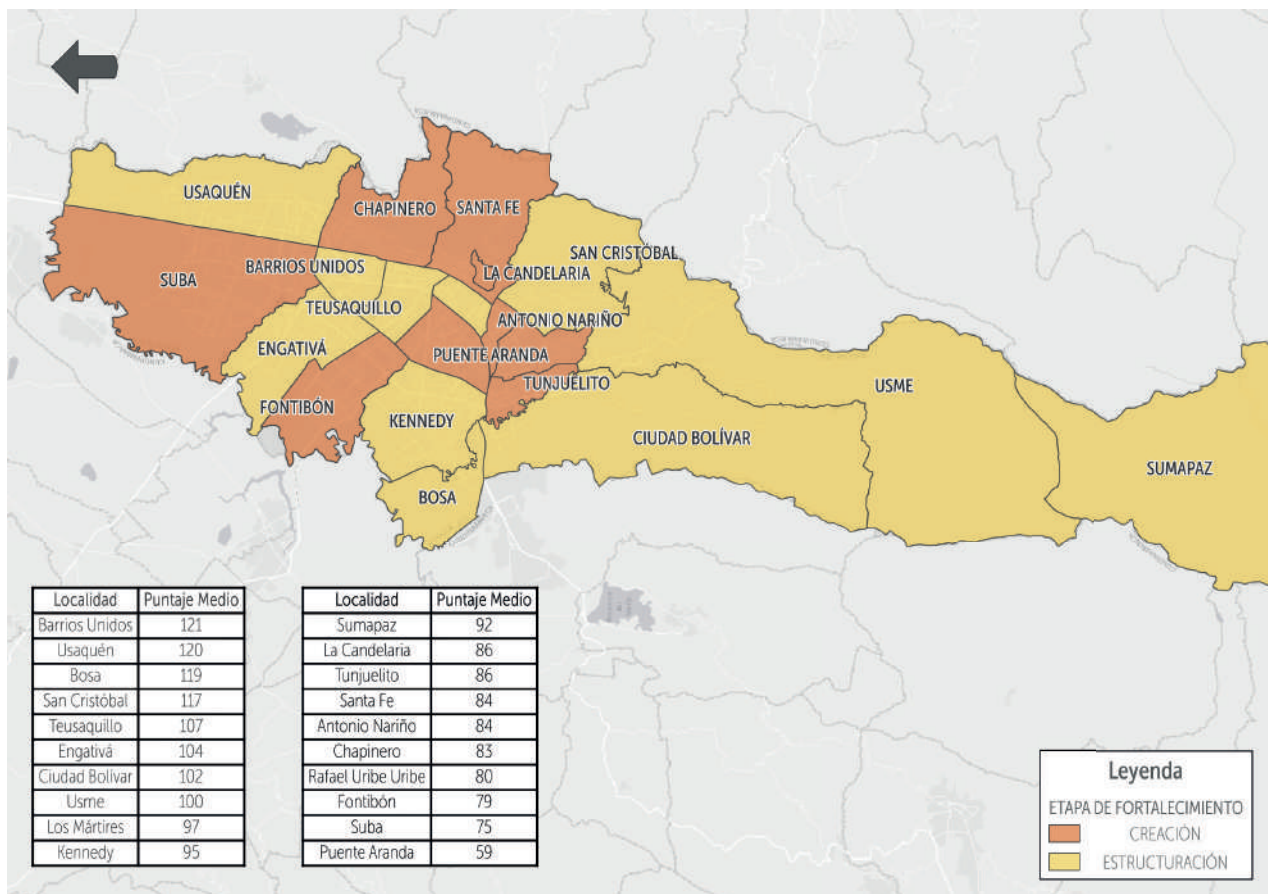 USAQUÉN
CHAPINERO
SANTA FE
SAN CRISTÓBAL
SUBA
BARRIOS UNIDOS
LA CANDELARIA
TEUSAQUILLO
ANTONIO NARIÑO
ENGATIVÁ
PUENTE ARANDA
TUNJUÉLITO
USME
FONTIBÓN
KENNEDY
CIUDAD BOLÍVAR
SUMAPAZ
BOSA
Localidad Puntaje Medio
Barrios Unidos 121
Usaquén 120
Bosa 119
San Cristóbal 117
Teusaquillo 107
Engativá 104
Ciudad Bolívar 102
Usme 100
Los Mártires 97
Kennedy 95
Localidad Puntaje Medio
Sumapaz 92
La Candelaria 86
Tunjuelito 86
Santa Fe 84
Antonio Nariño 84
Chapinero 83
Rafael Uribe Uribe 80
Fontibón 79
Suba 75
Puente Aranda 59
Leyenda
ETAPA DE FORTALECIMIENTO
CREACIÓN
ESTRUCTURACIÓN